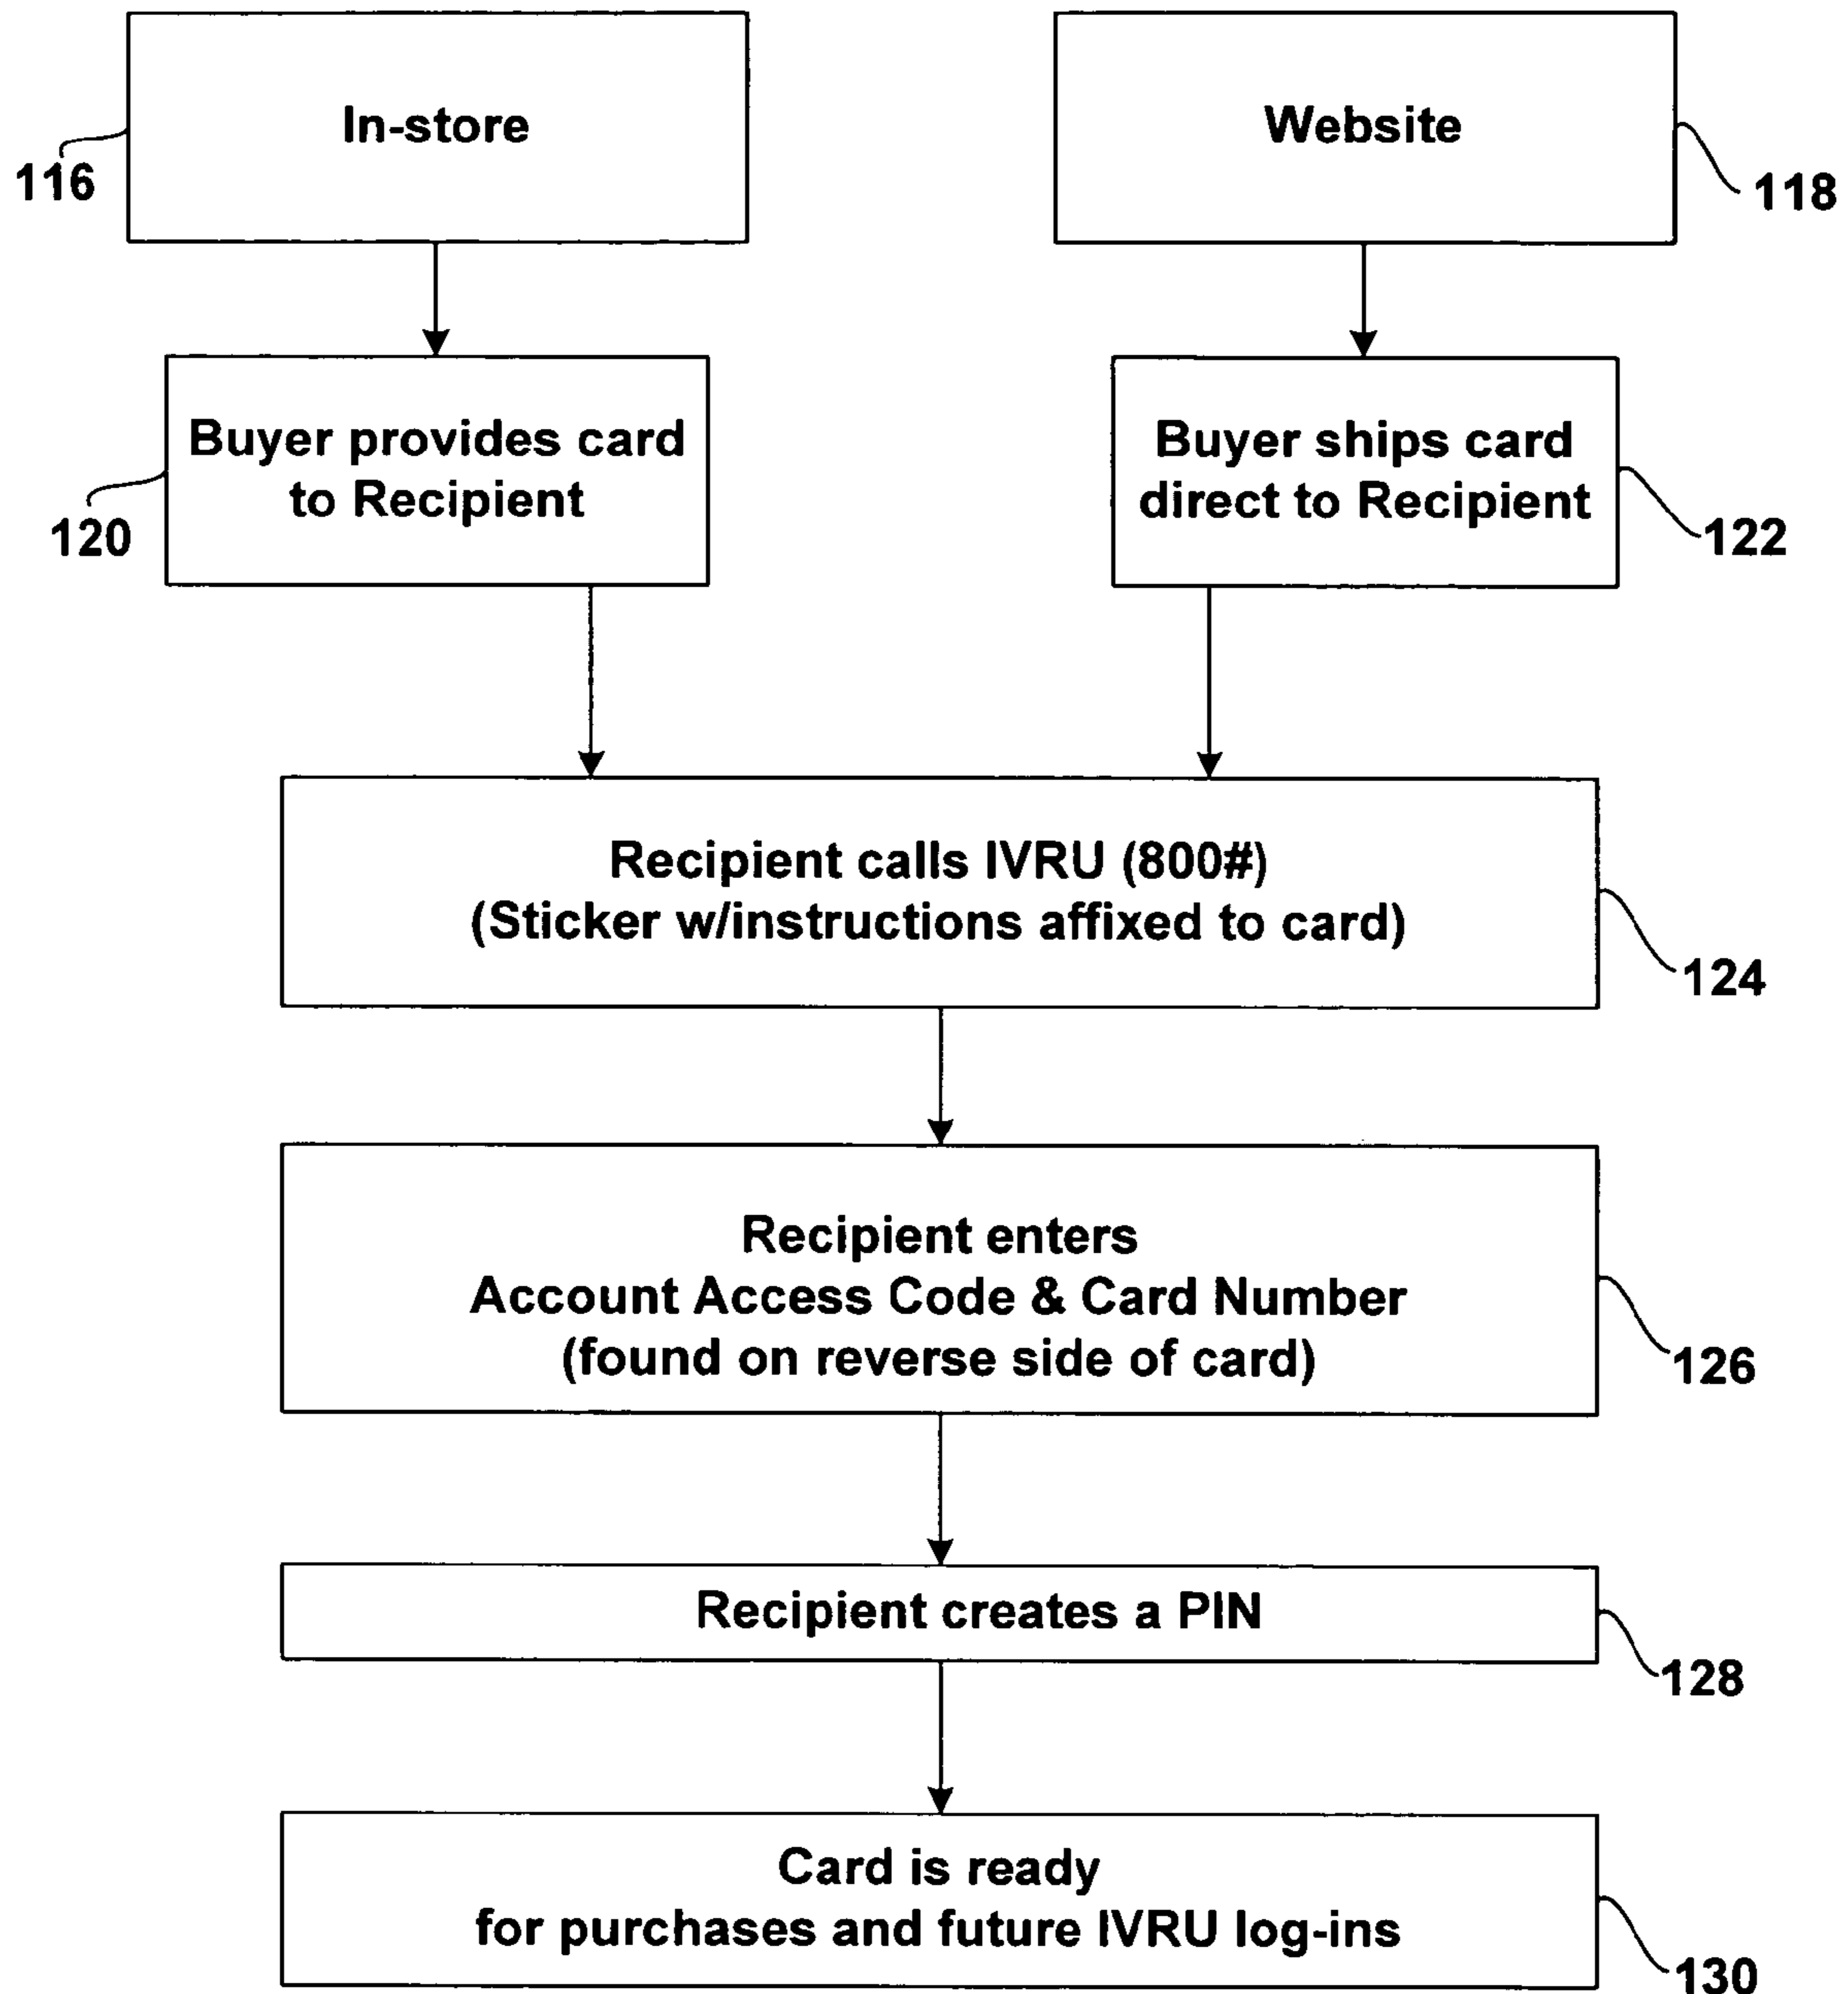 In-store
Website
116
118
Buyer provides card
to Recipient
Buyer ships card
direct to Recipient
120
122
Recipient calls IVRU (800#)
(Sticker w/instructions affixed to card)
124
Recipient enters
Account Access Code & Card Number
(found on reverse side of card)
126
Recipient creates a PIN
128
Card is ready
for purchases and future IVRU log-ins
130